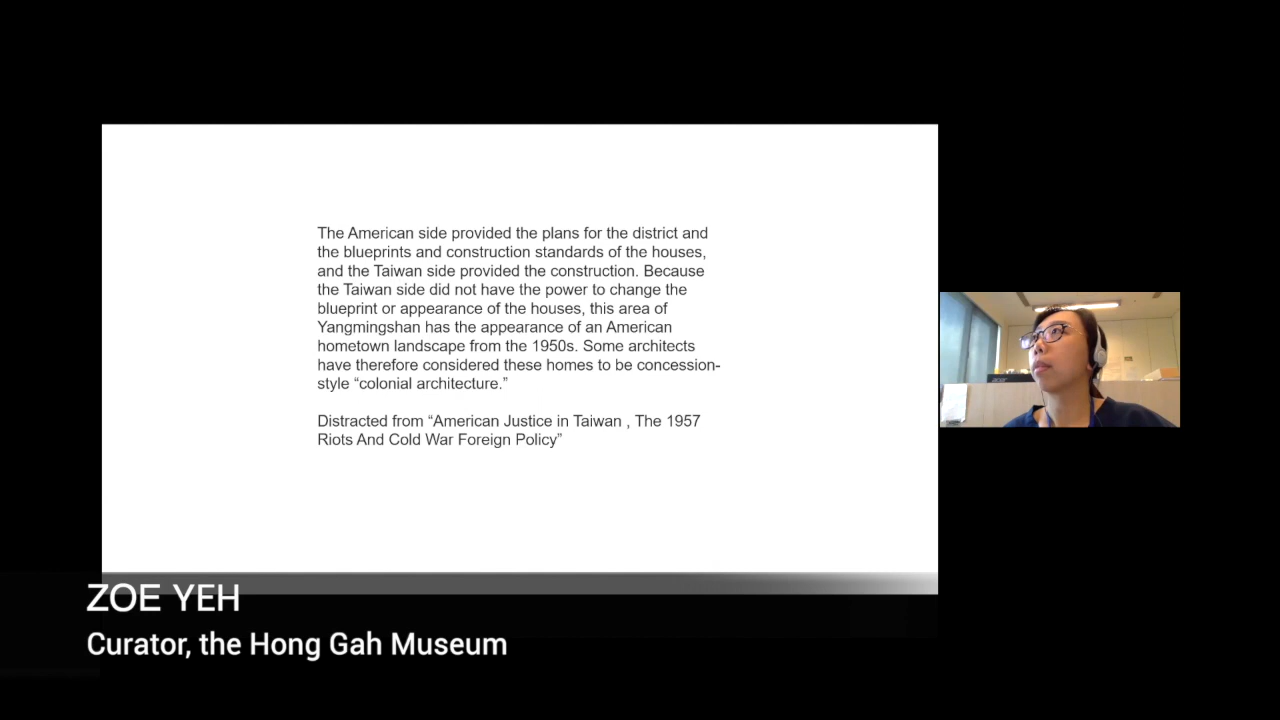 The American side provided the plans for the district and
the blueprints and construction standards of the houses,
and the Taiwan side provided the construction. Because
the Taiwan side did not have the power to change the
blueprint or appearance of the houses, this area of
Yangmingshan has the appearance of an American
hometown landscape from the 1950s. Some architects
have therefore considered these homes to be concession-
style “colonial architecture.”
Distracted from “American Justice in Taiwan , The 1957
Riots And Cold War Foreign Policy”
ZOE YEH
Curator, the Hong Gah Museum